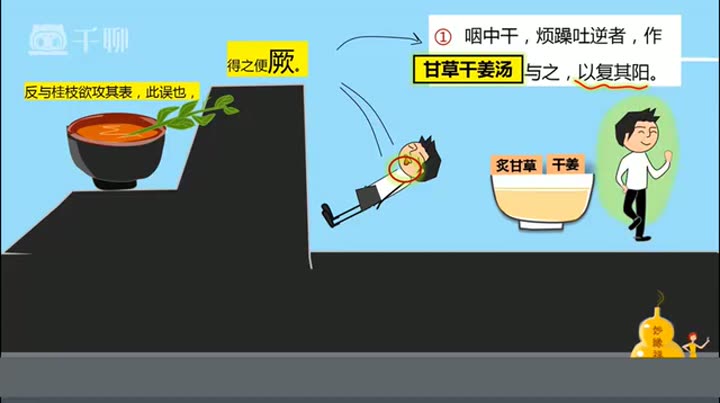 千聊
反与桂枝欲攻其表，此误也，
得之便厥。
① 咽中干，烦躁吐逆者，作
甘草干姜汤 与之，以复其阳。
炙甘草 干姜